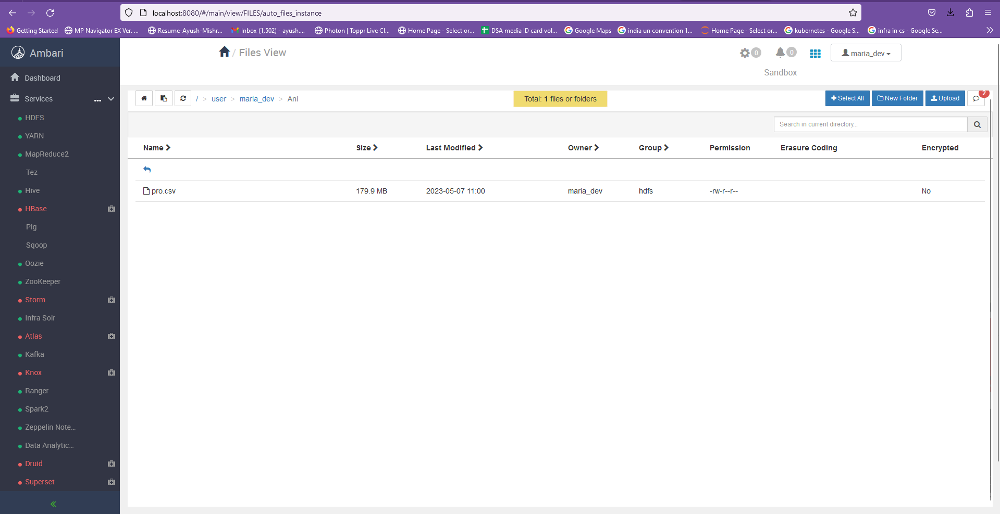 localhost:8080/#/main/view/FILES/auto_files_instance
Getting Started MP Navigator EX Ver. ... Resume-Ayush-Mishr... Inbox (1,502) - ayush.... Photon | Toppr Live Cl... Home Page - Select or... DSA media ID card vol... Google Maps india un convention 1... Home Page - Select or... kubernetes - Google S... infra in cs - Google Se...
Ambari
/ Files View
0
0
maria_dev
Sandbox
Dashboard
Services ...
HDFS
YARN
MapReduce2
Tez
Hive
HBase
Pig
Sqoop
Oozie
ZooKeeper
Storm
Infra Solr
Atlas
Kafka
Knox
Ranger
Spark2
Zeppelin Note...
Data Analytic...
Druid
Superset
/ > user > maria_dev > Ani
Total: 1 files or folders
Select All
New Folder
Upload
2
Search in current directory...
Name Size Last Modified Owner Group Permission Erasure Coding Encrypted
pro.csv 179.9 MB 2023-05-07 11:00 maria_dev hdfs -rw-r--r-- No